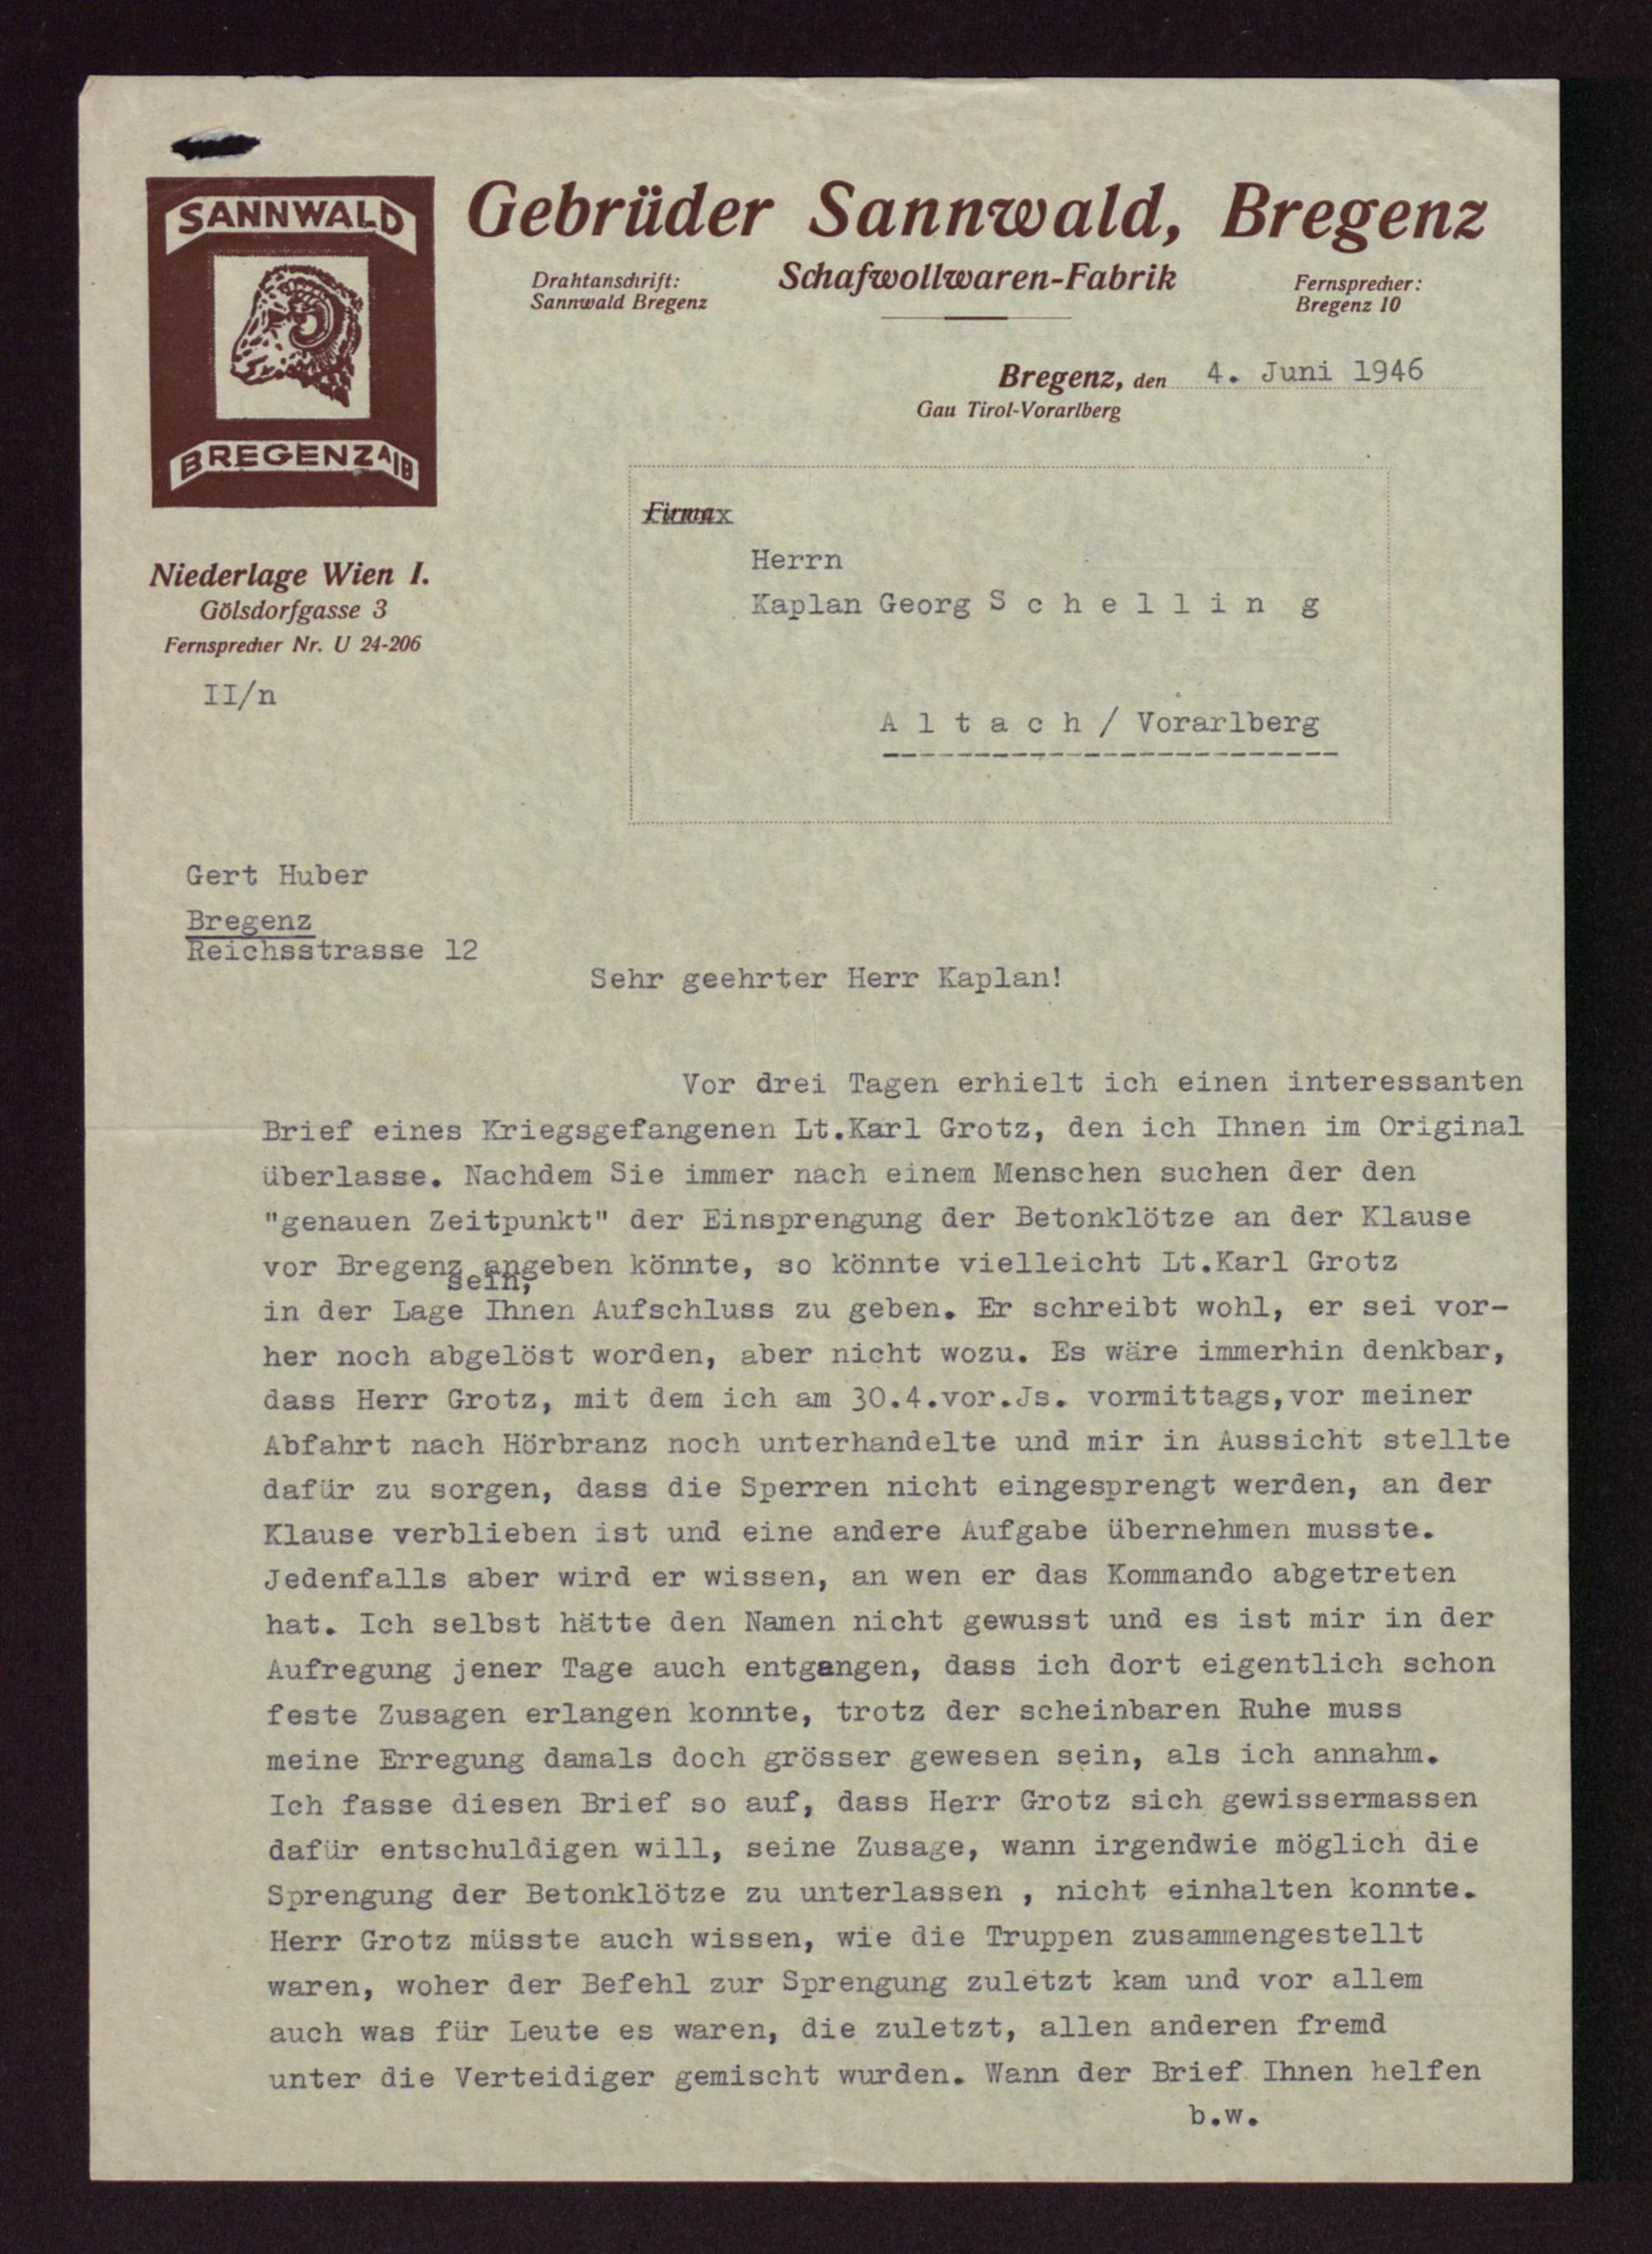 SANNWALD
BREGENZ A/B
Gebrüder Sannwald, Bregenz
Drahtanschrift:
Sannwald Bregenz
Schafwollwaren-Fabrik
Fernsprecher:
Bregenz 10
Bregenz, den 4. Juni 1946
Gau Tirol-Vorarlberg
Niederlage Wien I.
Gölsdorfgasse 3
Fernsprecher Nr. U 24-206
II/n
Firma
Herrn
Kaplan Georg S c h e l l i n g
A l t a c h / Vorarlberg
Gert Huber
Bregenz
Reichsstrasse 12
Sehr geehrter Herr Kaplan!
Vor drei Tagen erhielt ich einen interessanten
Brief eines Kriegsgefangenen Lt.Karl Grotz, den ich Ihnen im Original
überlasse. Nachdem Sie immer nach einem Menschen suchen der den
"genauen Zeitpunkt" der Einsprengung der Betonklötze an der Klause
vor Bregenz angeben könnte, so könnte vielleicht Lt.Karl Grotz
sein,
in der Lage Ihnen Aufschluss zu geben. Er schreibt wohl, er sei vor-
her noch abgelöst worden, aber nicht wozu. Es wäre immerhin denkbar,
dass Herr Grotz, mit dem ich am 30.4.vor.Js. vormittags,vor meiner
Abfahrt nach Hörbranz noch unterhandelte und mir in Aussicht stellte
dafür zu sorgen, dass die Sperren nicht eingesprengt werden, an der
Klause verblieben ist und eine andere Aufgabe übernehmen musste.
Jedenfalls aber wird er wissen, an wen er das Kommando abgetreten
hat. Ich selbst hätte den Namen nicht gewusst und es ist mir in der
Aufregung jener Tage auch entgangen, dass ich dort eigentlich schon
feste Zusagen erlangen konnte, trotz der scheinbaren Ruhe muss
meine Erregung damals doch grösser gewesen sein, als ich annahm.
Ich fasse diesen Brief so auf, dass Herr Grotz sich gewissermassen
dafür entschuldigen will, seine Zusage, wann irgendwie möglich die
Sprengung der Betonklötze zu unterlassen , nicht einhalten konnte.
Herr Grotz müsste auch wissen, wie die Truppen zusammengestellt
waren, woher der Befehl zur Sprengung zuletzt kam und vor allem
auch was für Leute es waren, die zuletzt, allen anderen fremd
unter die Verteidiger gemischt wurden. Wann der Brief Ihnen helfen
b.w.